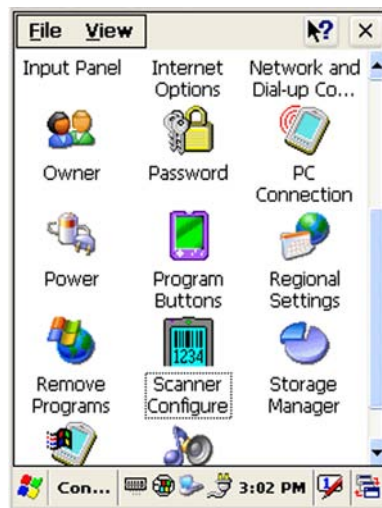 File View
Input Panel
Internet Options
Network and Dial-up Co...
Owner
Password
PC Connection
Power
Program Buttons
Regional Settings
1234
Remove Programs
Scanner Configure
Storage Manager
Con...
3:02 PM